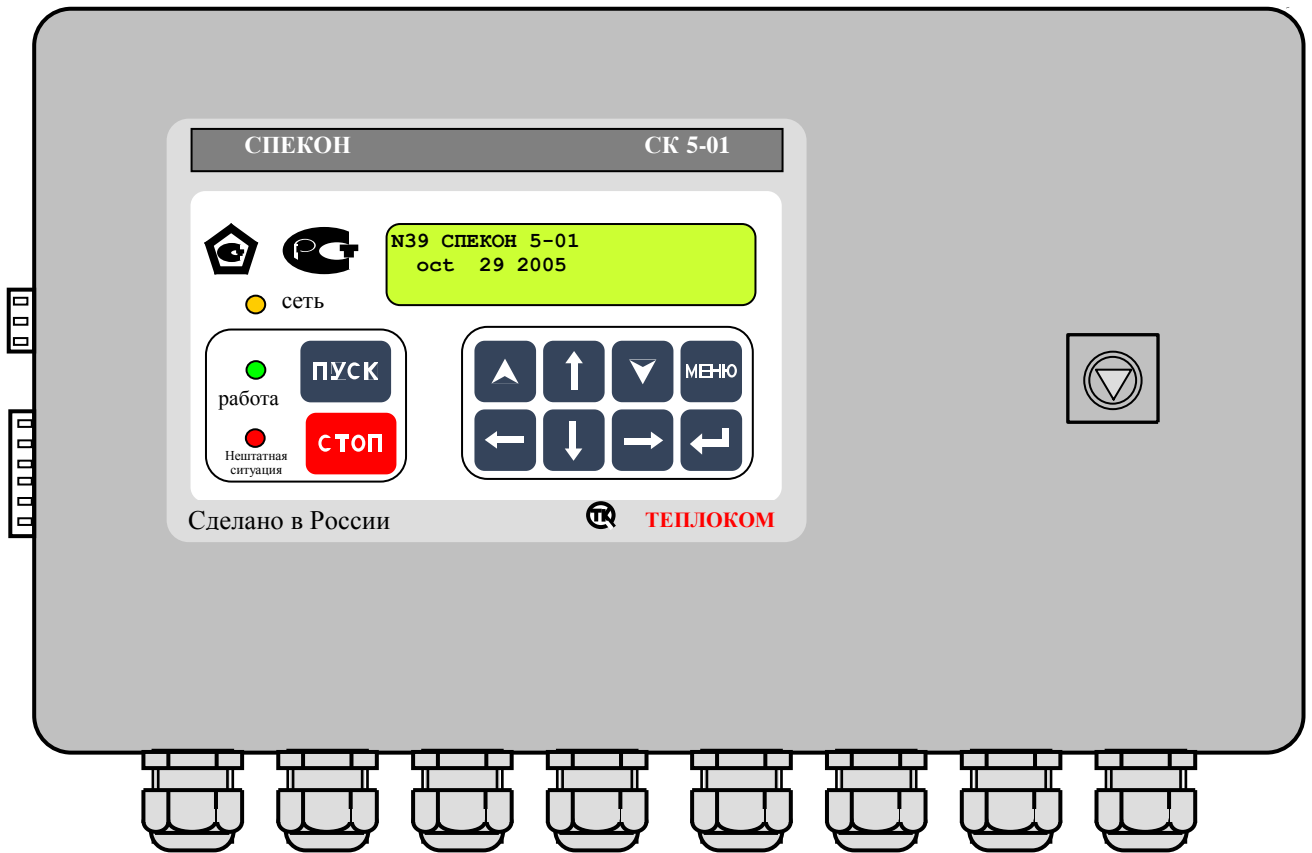 СПЕКОН СК 5-01
N39 СПЕКОН 5-01
oct 29 2005
сеть
ПУСК
работа
СТОП
Нештатная
ситуация
МЕНЮ
Сделано в России
ТК ТЕПЛОКОМ